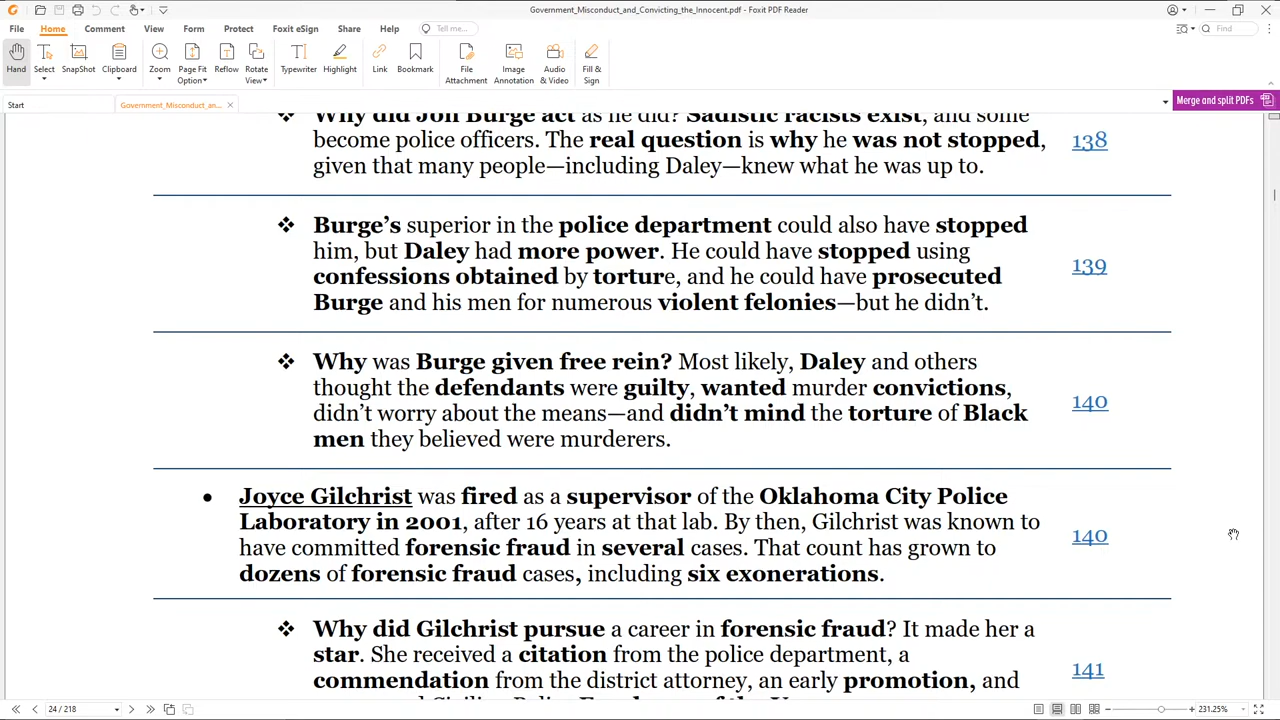 Government_Misconduct_and_Convicting_the_Innocent.pdf - Foxit PDF Reader
File Home Comment View Form Protect Foxit eSign Share Help Tell me... Find
Hand Select SnapShot Clipboard Zoom Page Fit Option Reflow Rotate View Typewriter Highlight Link Bookmark File Attachment Image Annotation Audio & Video Fill & Sign
Start Government_Misconduct_an... Merge and split PDFs
❖ Why did Jon Burge act as he did? Sadistic racists exist, and some
become police officers. The real question is why he was not stopped, 138
given that many people—including Daley—knew what he was up to.
❖ Burge's superior in the police department could also have stopped
him, but Daley had more power. He could have stopped using 139
confessions obtained by torture, and he could have prosecuted
Burge and his men for numerous violent felonies—but he didn't.
❖ Why was Burge given free rein? Most likely, Daley and others
thought the defendants were guilty, wanted murder convictions, 140
didn't worry about the means—and didn't mind the torture of Black
men they believed were murderers.
• Joyce Gilchrist was fired as a supervisor of the Oklahoma City Police
Laboratory in 2001, after 16 years at that lab. By then, Gilchrist was known to 140
have committed forensic fraud in several cases. That count has grown to
dozens of forensic fraud cases, including six exonerations.
❖ Why did Gilchrist pursue a career in forensic fraud? It made her a
star. She received a citation from the police department, a 141
commendation from the district attorney, an early promotion, and
24 / 218 231.25%